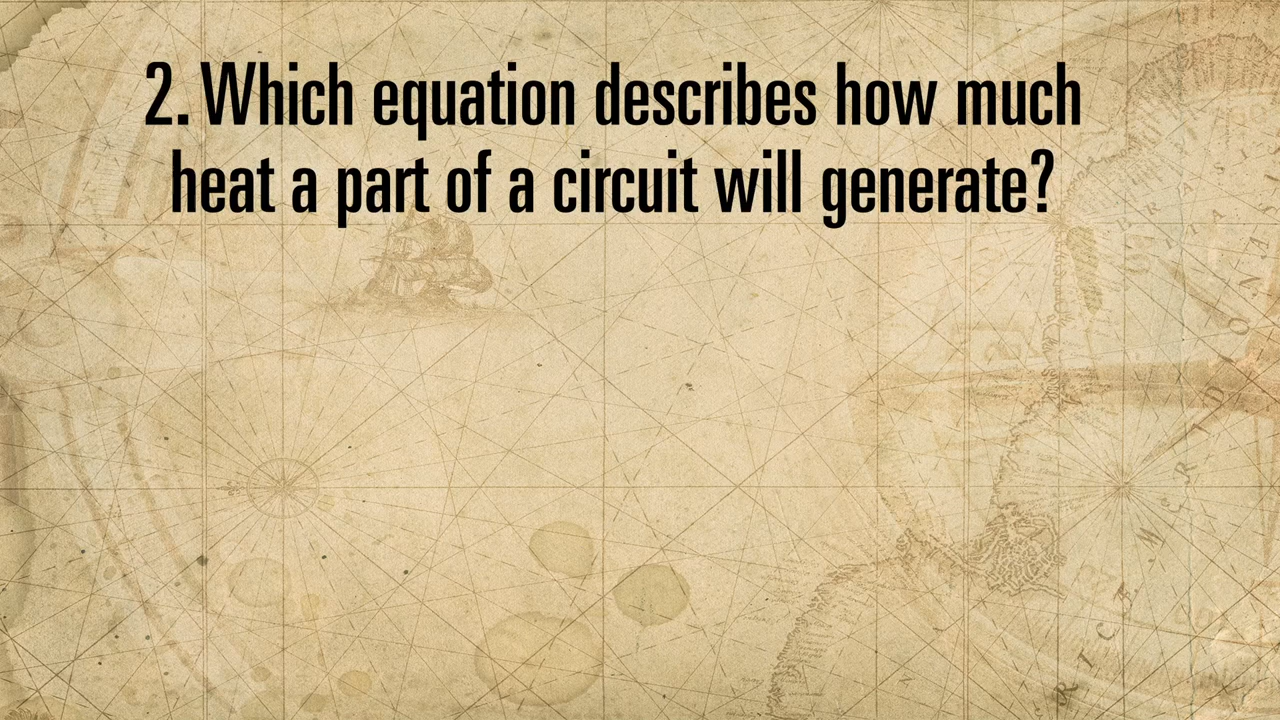 2. Which equation describes how much
heat a part of a circuit will generate?